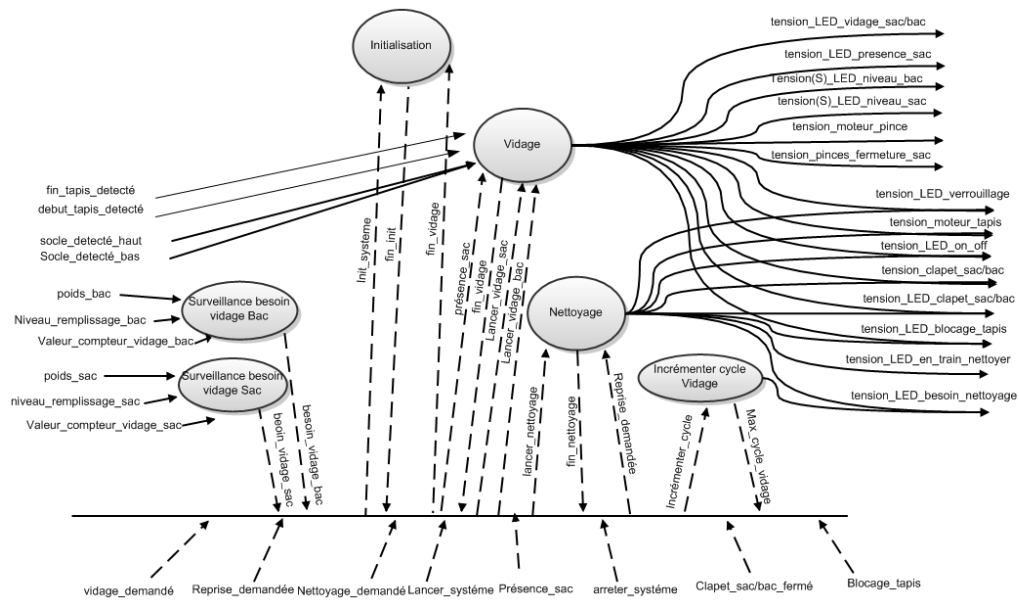 Initialisation
Vidage
tension_LED_vidage_sac/bac
tension_LED_presence_sac
Tension(S)_LED_niveau_bac
tension(S)_LED_niveau_sac
tension_moteur_pince
tension_pinces_fermeture_sac
tension_LED_verrouillage
tension_moteur_tapis
tension_LED_on_off
tension_clapet_sac/bac
tension_LED_clapet_sac/bac
tension_LED_blocage_tapis
tension_LED_en_train_nettoyer
tension_LED_besoin_nettoyage
fin_tapis_detecté
debut_tapis_detecté
socle_detecté_haut
Socle_detecté_bas
poids_bac
Niveau_remplissage_bac
Valeur_compteur_vidage_bac
Surveillance besoin
vidage Bac
poids_sac
niveau_remplissage_sac
Valeur_compteur_vidage_sac
Surveillance besoin
vidage Sac
Nettoyage
Incrémenter cycle
Vidage
beoin_vidage_sac
besoin_vidage_bac
Init_systeme
fin_init
fin_vidage
présence_sac
fin_vidage
Lancer_vidage_sac
Lancer_vidage_bac
lancer_nettoyage
fin_nettoyage
Reprise_demandée
Incrémenter_cycle
Max_cycle_vidage
vidage_demandé
Reprise_demandée
Nettoyage_demandé
Lancer_systéme
Présence_sac
arreter_systéme
Clapet_sac/bac_fermé
Blocage_tapis